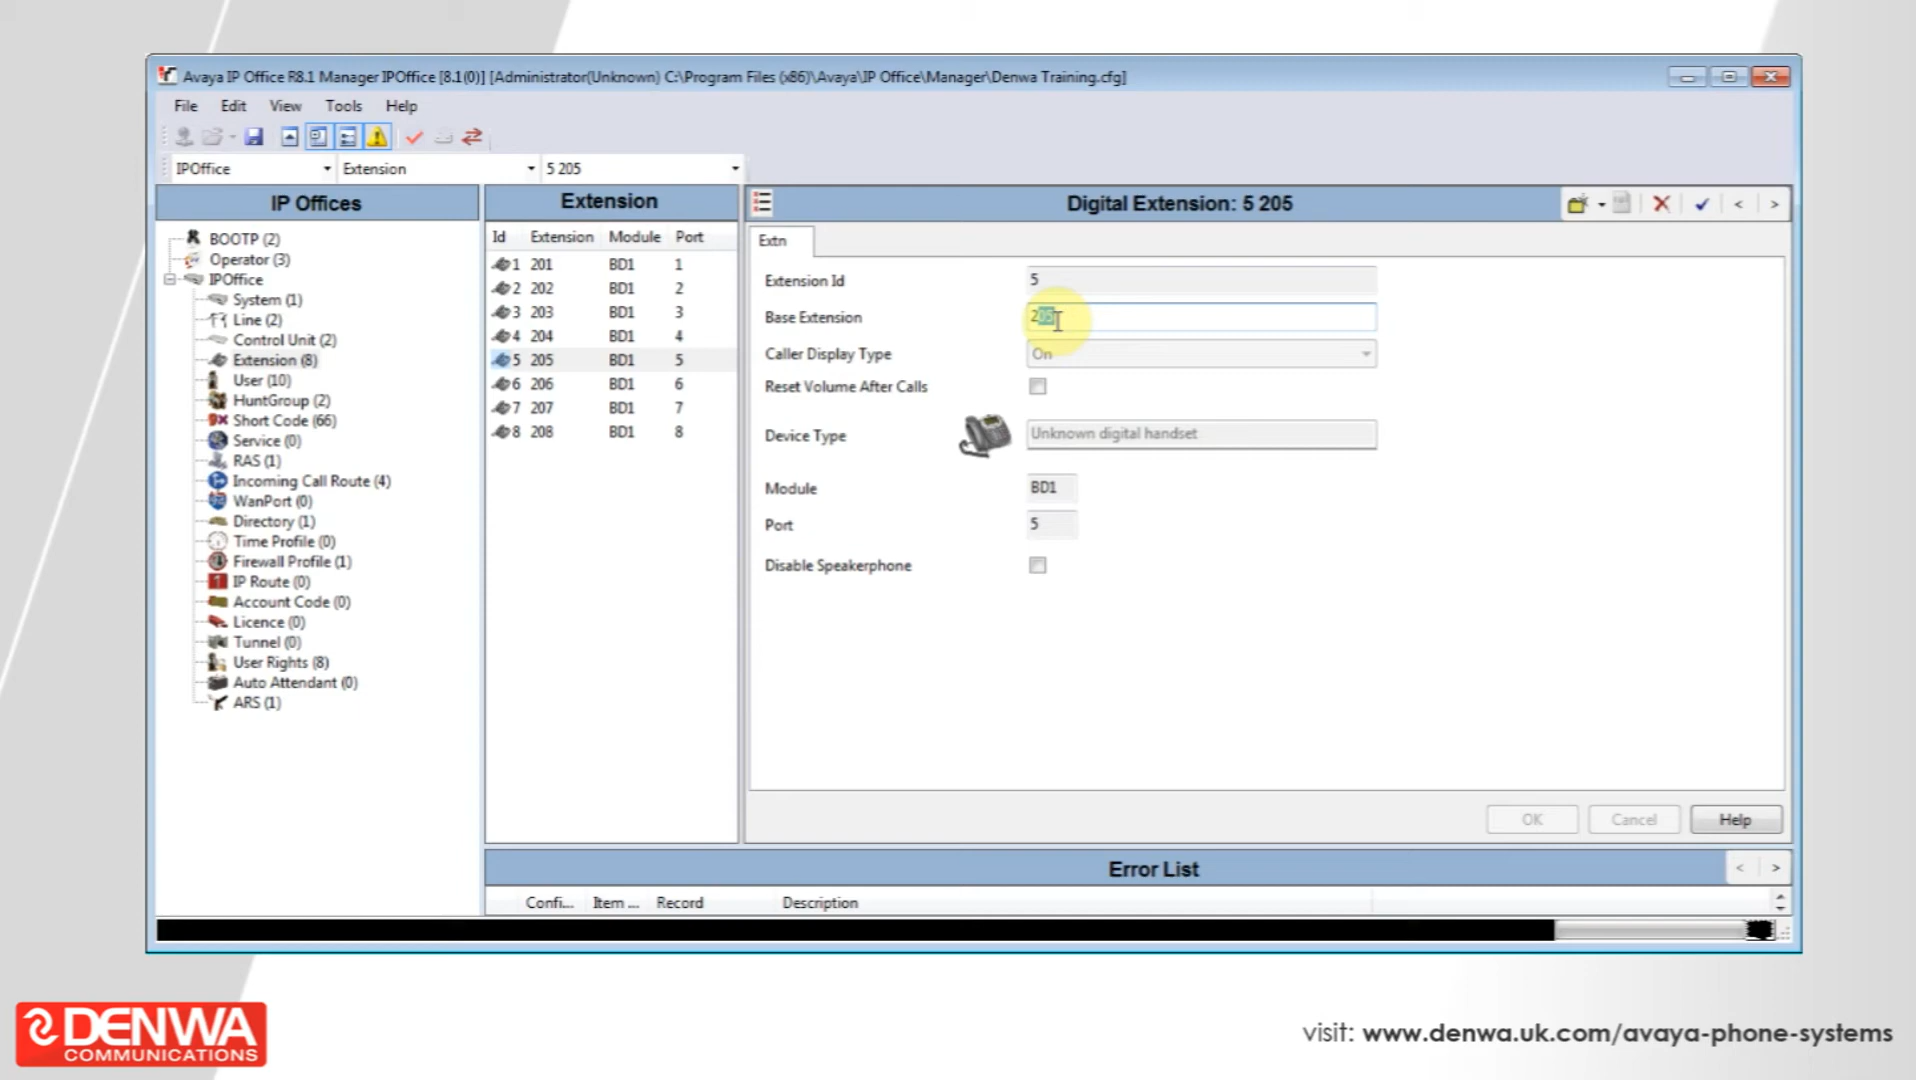 Avaya IP Office R8.1 Manager IPOffice [8.1(0)] [Administrator(Unknown) C:\Program Files (x86)\Avaya\IP Office\Manager\Denwa Training.cfg]
File Edit View Tools Help
IPOffice Extension 5 205
IP Offices
BOOTP (2)
Operator (3)
IPOffice
System (1)
Line (2)
Control Unit (2)
Extension (8)
User (10)
HuntGroup (2)
Short Code (66)
Service (0)
RAS (1)
Incoming Call Route (4)
WanPort (0)
Directory (1)
Time Profile (0)
Firewall Profile (1)
IP Route (0)
Account Code (0)
Licence (0)
Tunnel (0)
User Rights (8)
Auto Attendant (0)
ARS (1)
Extension
Id Extension Module Port
1 201 BD1 1
2 202 BD1 2
3 203 BD1 3
4 204 BD1 4
5 205 BD1 5
6 206 BD1 6
7 207 BD1 7
8 208 BD1 8
Digital Extension: 5 205
Extn
Extension Id 5
Base Extension 205
Caller Display Type On
Reset Volume After Calls
Device Type Unknown digital handset
Module BD1
Port 5
Disable Speakerphone
OK Cancel Help
Error List
Confi... Item ... Record Description
DENWA
COMMUNICATIONS
visit: www.denwa.uk.com/avaya-phone-systems